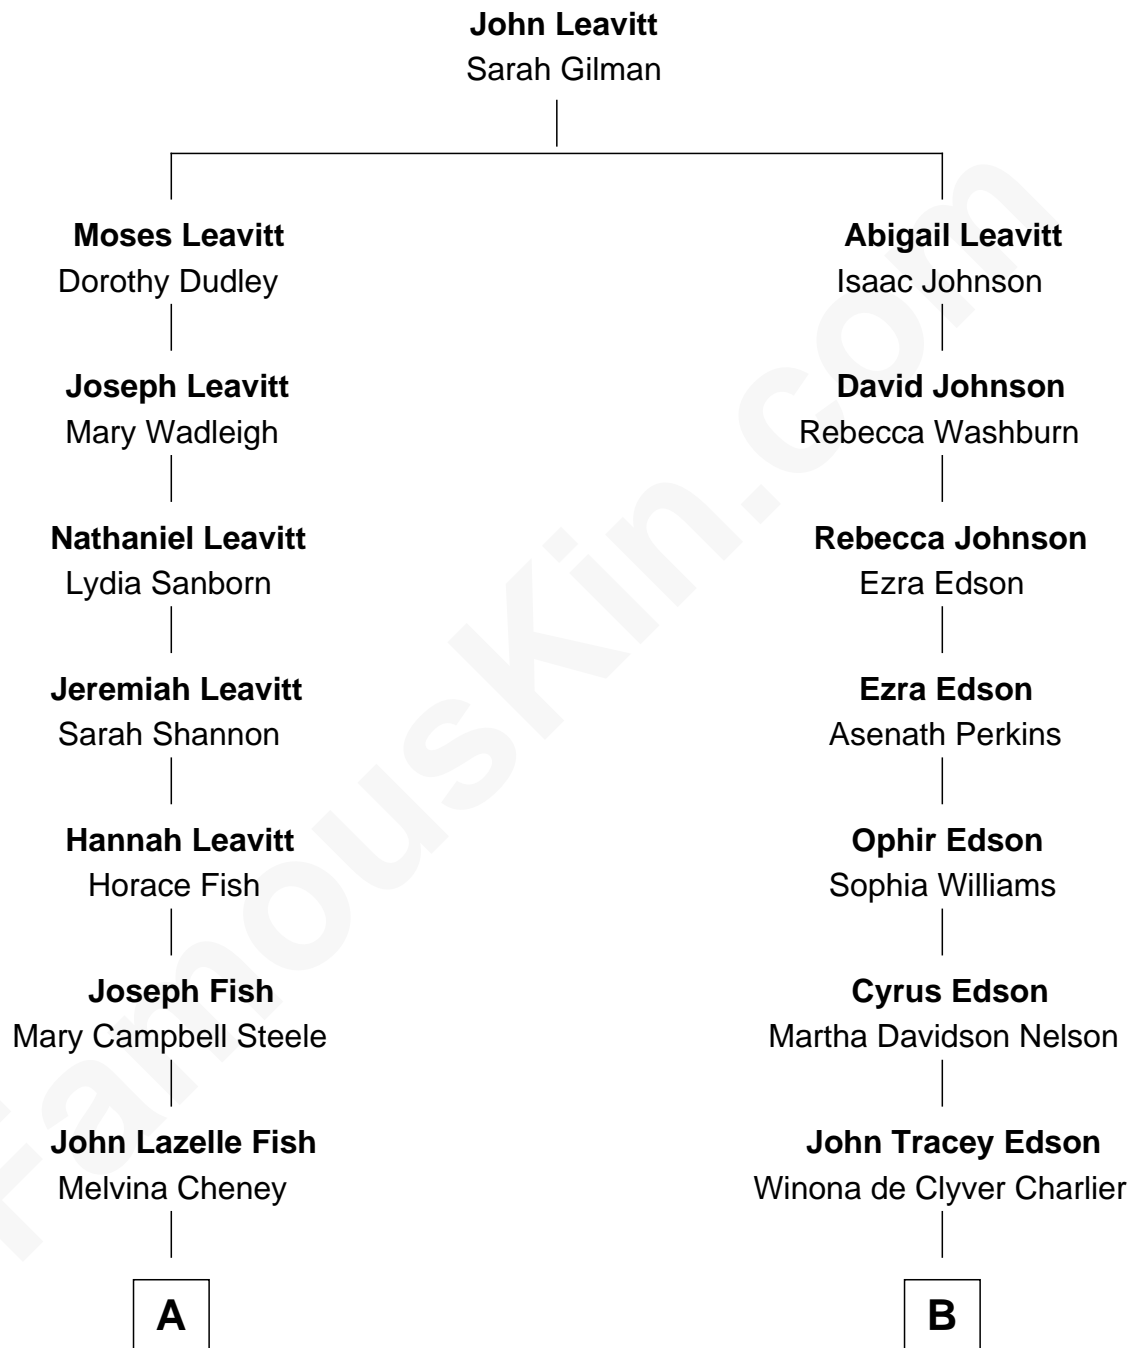 John Leavitt
Sarah Gilman
Moses Leavitt
Dorothy Dudley
Abigail Leavitt
Isaac Johnson
Joseph Leavitt
Mary Wadleigh
David Johnson
Rebecca Washburn
Nathaniel Leavitt
Lydia Sanborn
Rebecca Johnson
Ezra Edson
Jeremiah Leavitt
Sarah Shannon
Ezra Edson
Asenath Perkins
Hannah Leavitt
Horace Fish
Ophir Edson
Sophia Williams
Joseph Fish
Mary Campbell Steele
Cyrus Edson
Martha Davidson Nelson
John Lazelle Fish
Melvina Cheney
John Tracey Edson
Winona de Clyver Charlier
A
B
FamousKin.com